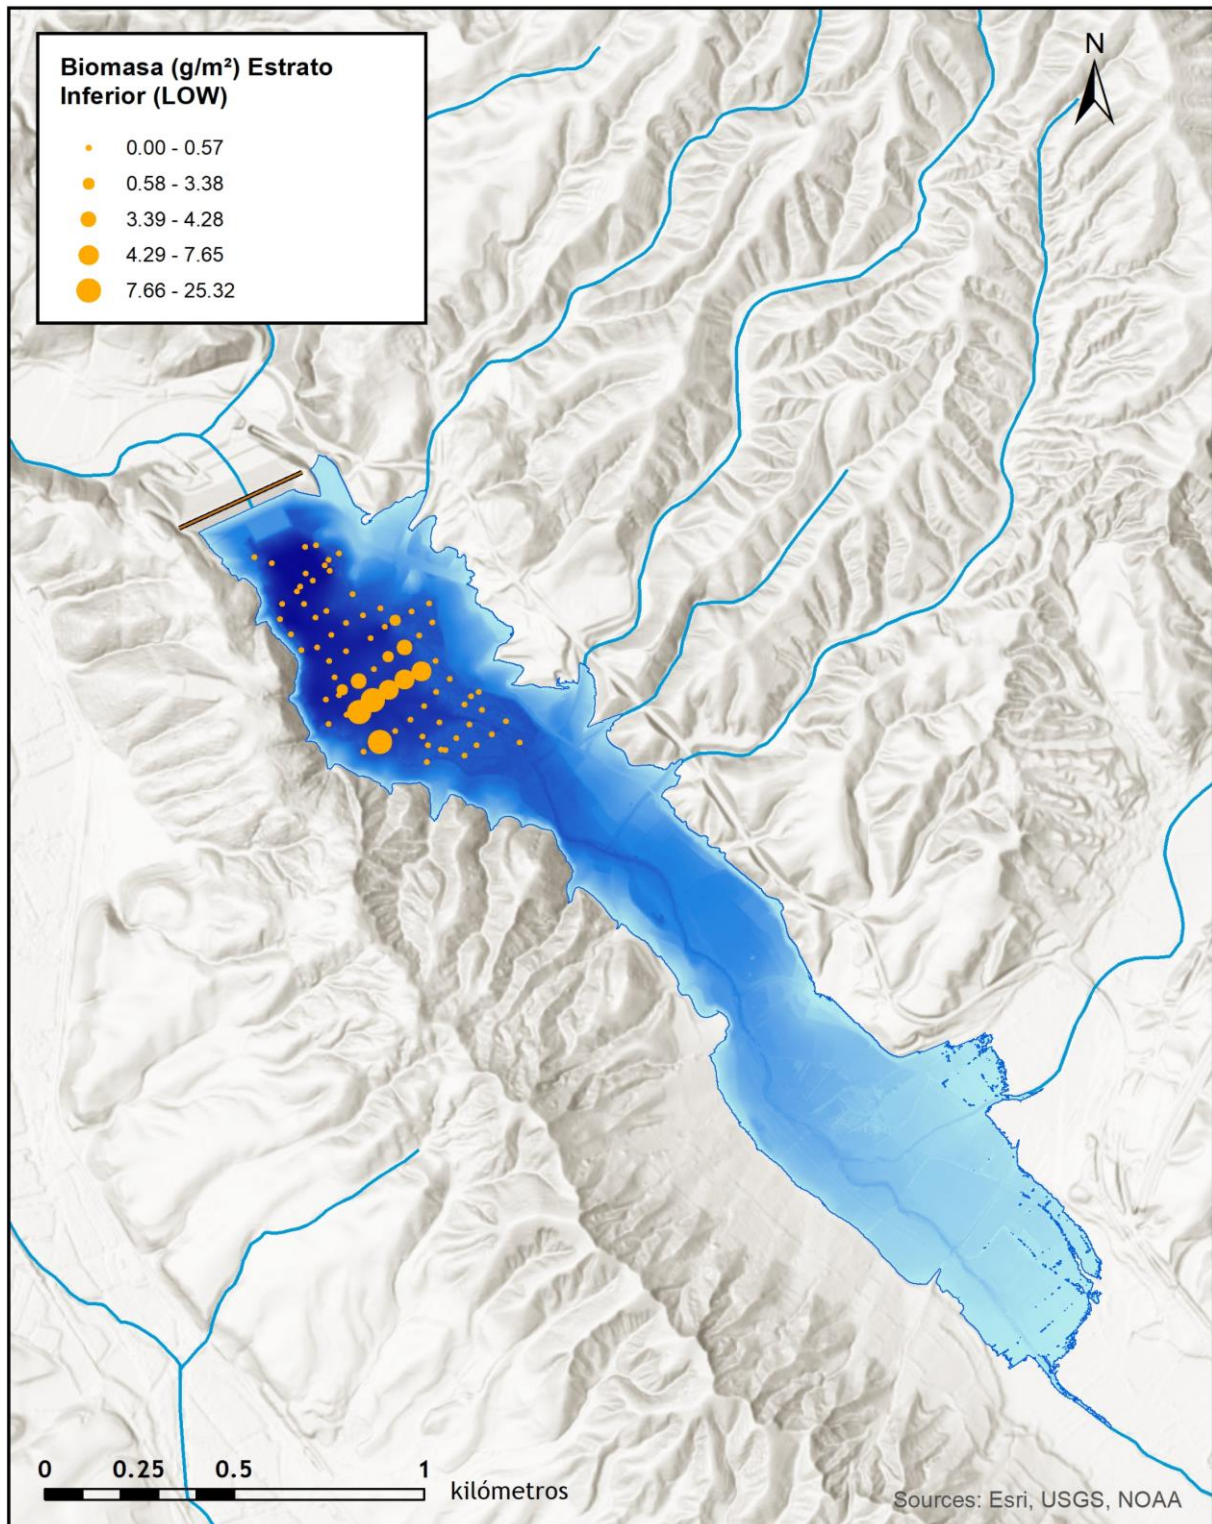 Biomasa (g/m²) Estrato
Inferior (LOW)
0.00 - 0.57
0.58 - 3.38
3.39 - 4.28
4.29 - 7.65
7.66 - 25.32
N
0 0.25 0.5 1
kilómetros
Sources: Esri, USGS, NOAA